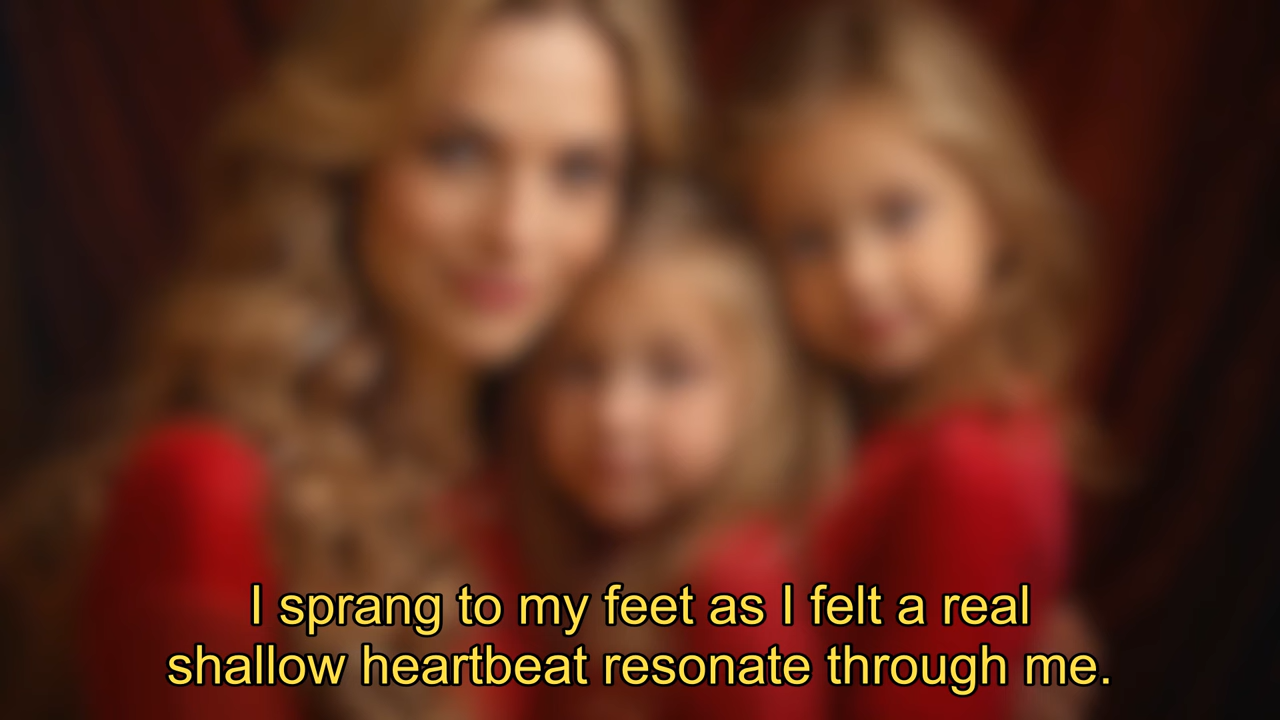 I sprang to my feet as I felt a real
shallow heartbeat resonate through me.